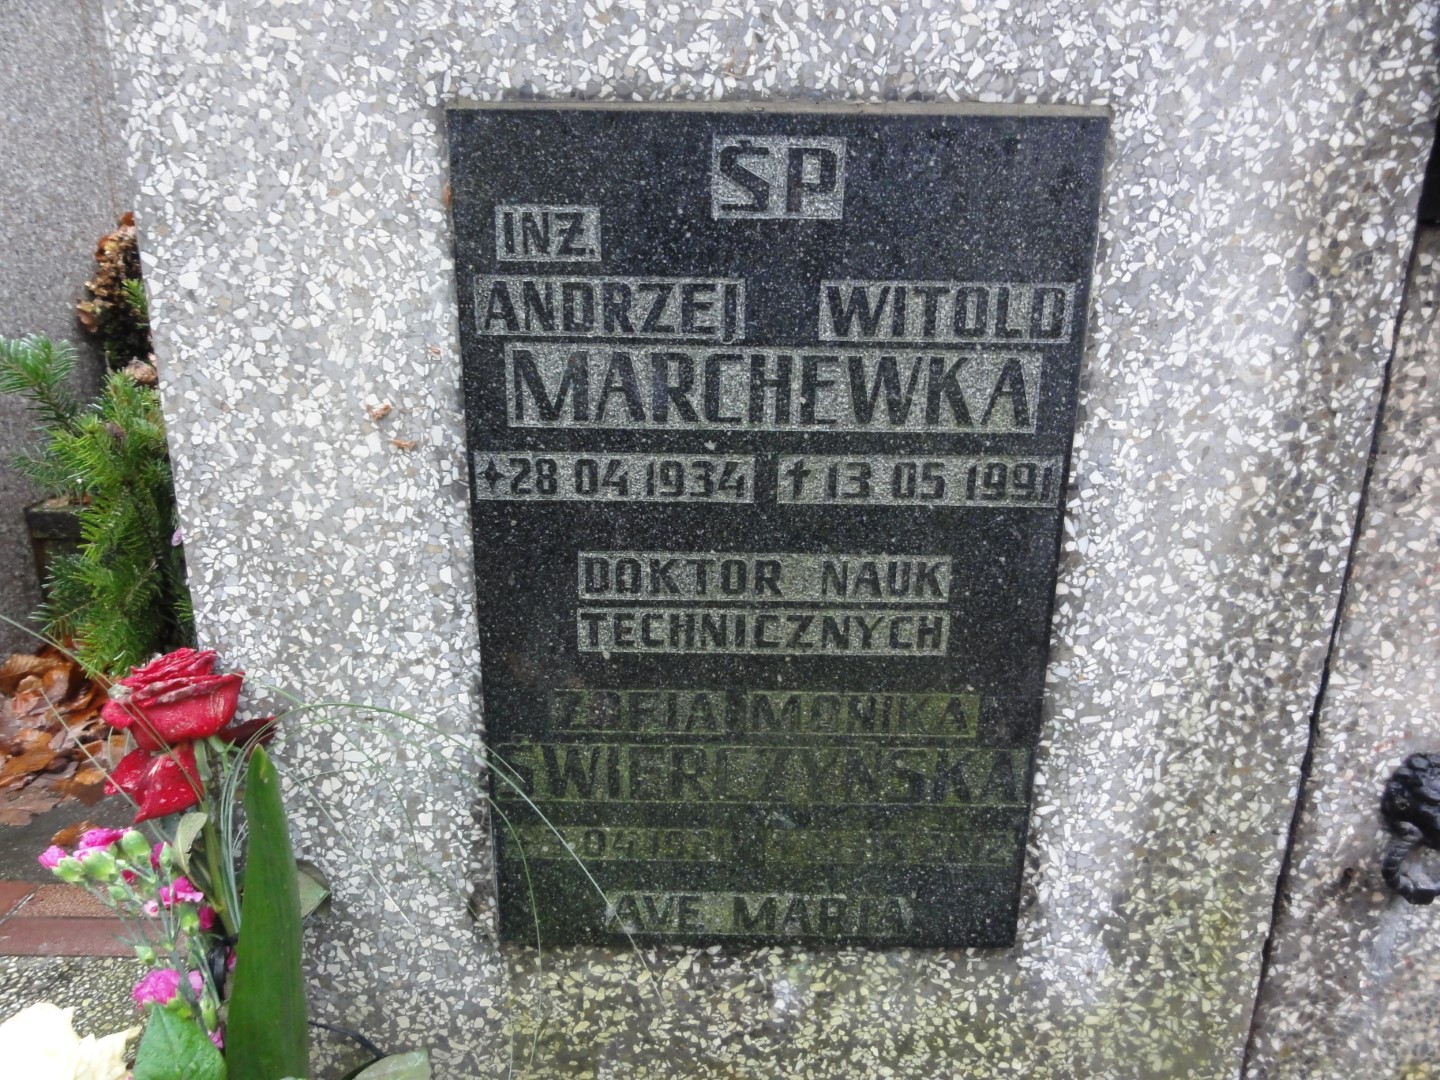 ŚP
INŻ.
ANDRZEJ WITOLD
MARCHEWKA
28 04 1934 † 13 05 1991
DOKTOR NAUK
TECHNICZNYCH
ZOFIA MONIKA
ŚWIERCZYŃSKA
04
AVE MARIA